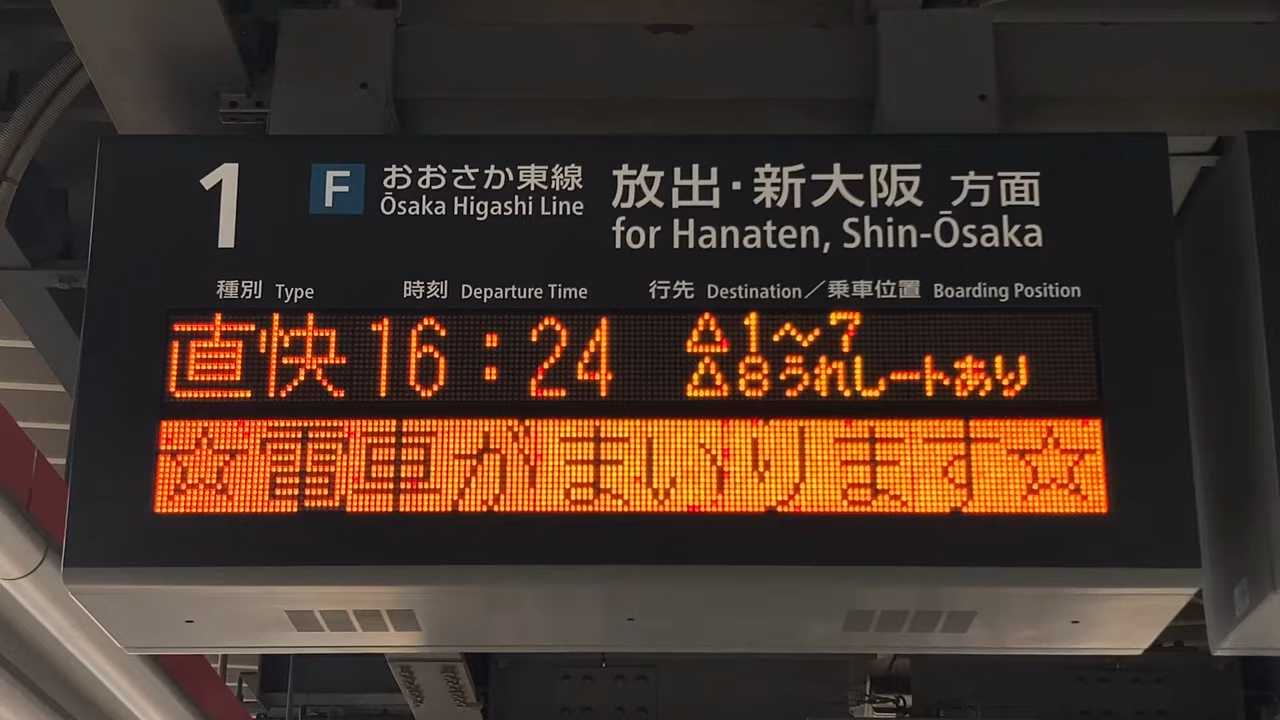 1 F おおさか東線 放出・新大阪 方面
Ōsaka Higashi Line for Hanaten, Shin-Ōsaka
種別 Type 時刻 Departure Time 行先 Destination／乗車位置 Boarding Position
直快 16:24 △1～7
△8うれしートあり
☆電車がまいります☆